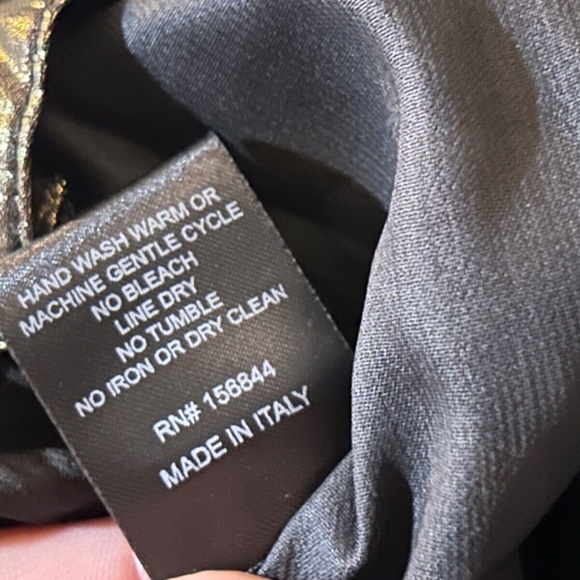 HAND WASH WARM OR
MACHINE GENTLE CYCLE
NO BLEACH
LINE DRY
NO TUMBLE
NO IRON OR DRY CLEAN
RN# 156844
MADE IN ITALY